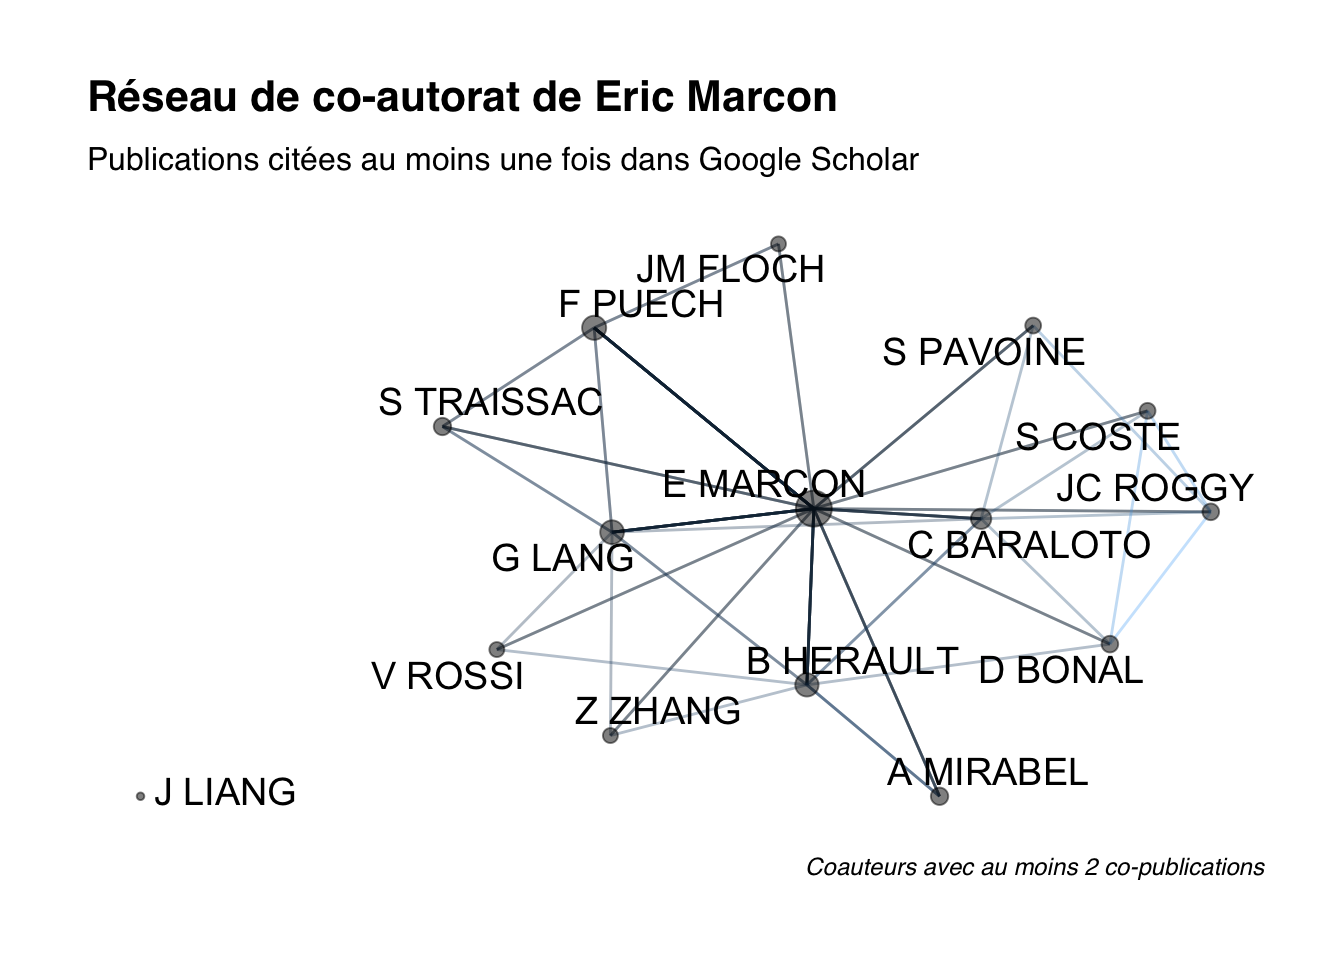 Réseau de co-autorat de Eric Marcon
Publications citées au moins une fois dans Google Scholar
JM FLOCH
F PUECH
S PAVOINE
S TRAISSAC
S COSTE
E MARCON
JC ROGGY
G LANG
C BARALOTO
V ROSSI
B HERAULT
D BONAL
Z ZHANG
A MIRABEL
J LIANG
Coauteurs avec au moins 2 co-publications